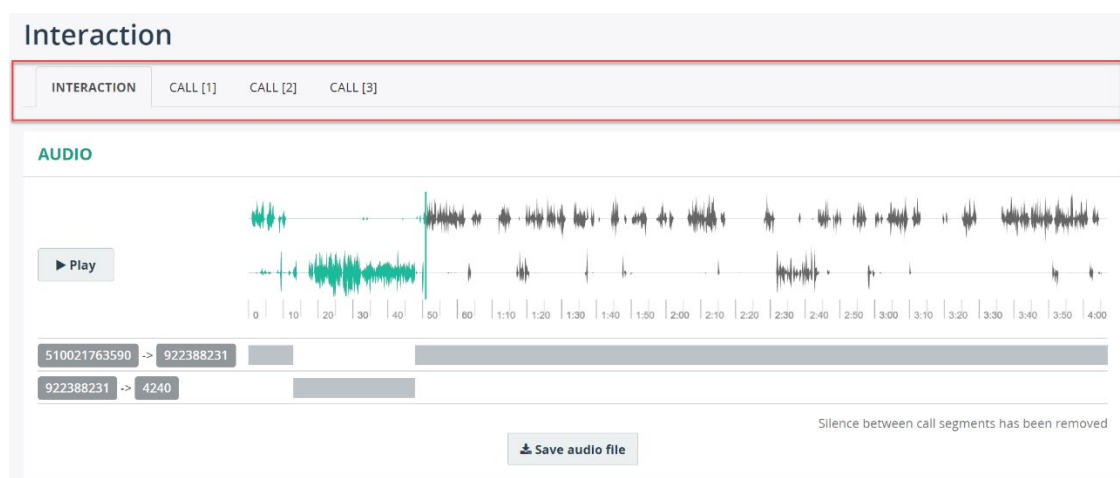 Interaction
INTERACTION CALL [1] CALL [2] CALL [3]
AUDIO
Play
0 10 20 30 40 50 60 1:10 1:20 1:30 1:40 1:50 2:00 2:10 2:20 2:30 2:40 2:50 3:00 3:10 3:20 3:30 3:40 3:50 4:00
510021763590 -> 922388231
922388231 -> 4240
Silence between call segments has been removed
Save audio file